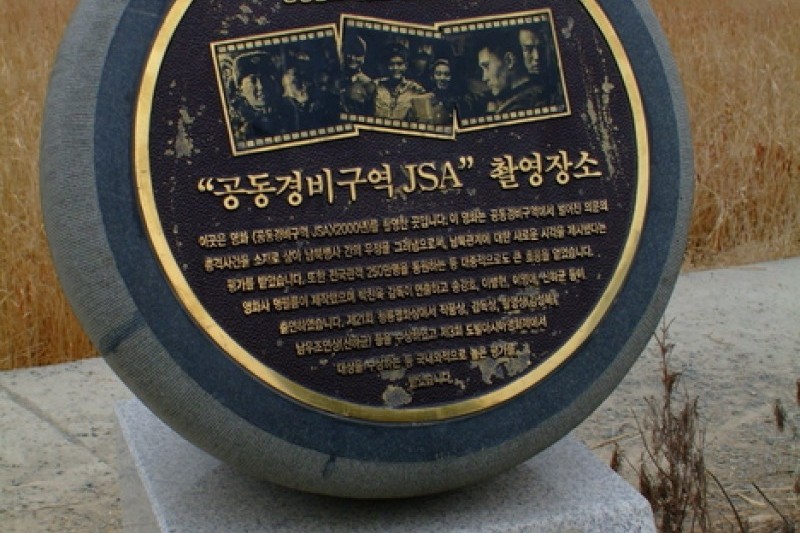 "공동경비구역 JSA" 촬영장소
이곳은 영화 (공동경비구역 JSA)(2000년)을 촬영한 곳입니다. 이 영화는 공동경비구역에서 벌어진 의문의
총격사건을 소재로 삼아 남북병사 간의 우정을 그려냄으로써, 남북관계에 대한 새로운 시각을 제시했다는
평가를 받았습니다. 또한 전국관객 250만명을 동원하는 등 대중적으로도 큰 호응을 얻었습니다.
영화사 명필름이 제작했으며 박찬욱 감독이 연출하고 송강호, 이병헌, 이영애, 신하균 등이
출연하였습니다. 제21회 청룡영화상에서 작품상, 감독상, 촬영상(김성복)
남우조연상(신하균) 등을 수상하였고 제3회 도빌아시아영화제에서
대상을 수상하는 등 국내외적으로 높은 평가를
받았습니다.